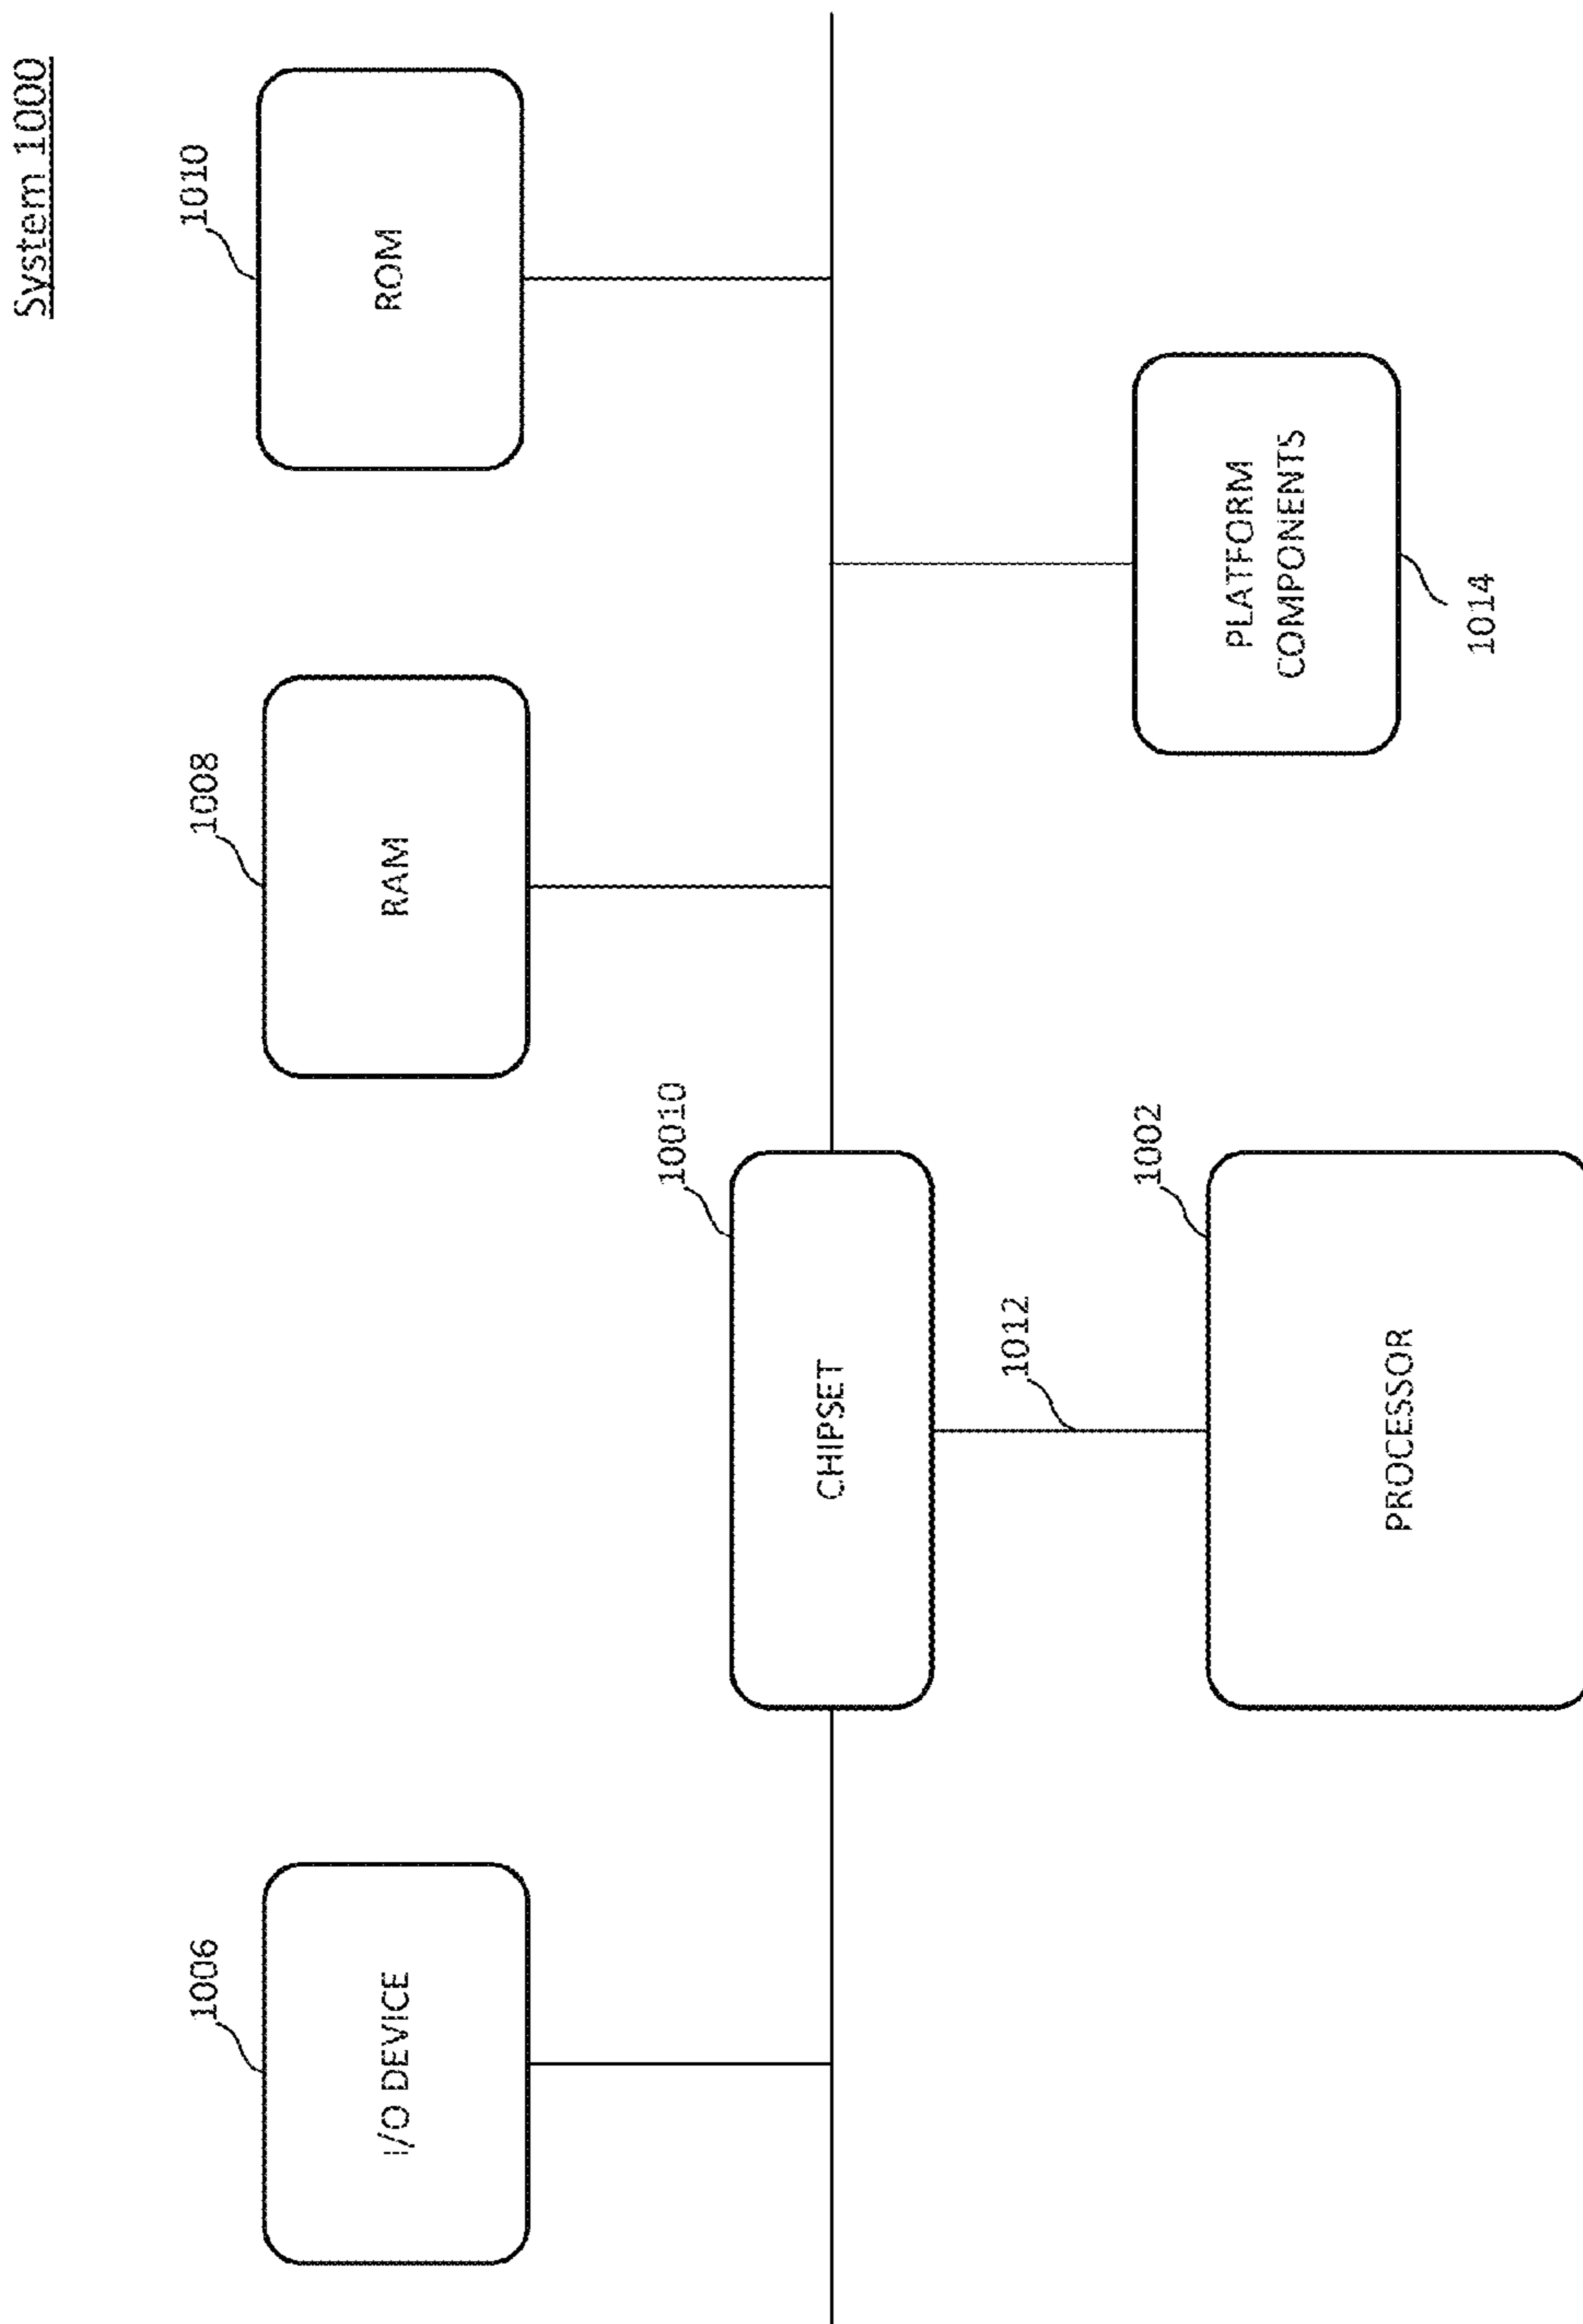 System 1000
1006
I/O DEVICE
1008
RAM
1010
ROM
10010
CHIPSET
1012
1002
PROCESSOR
PLATFORM
COMPONENTS
1014